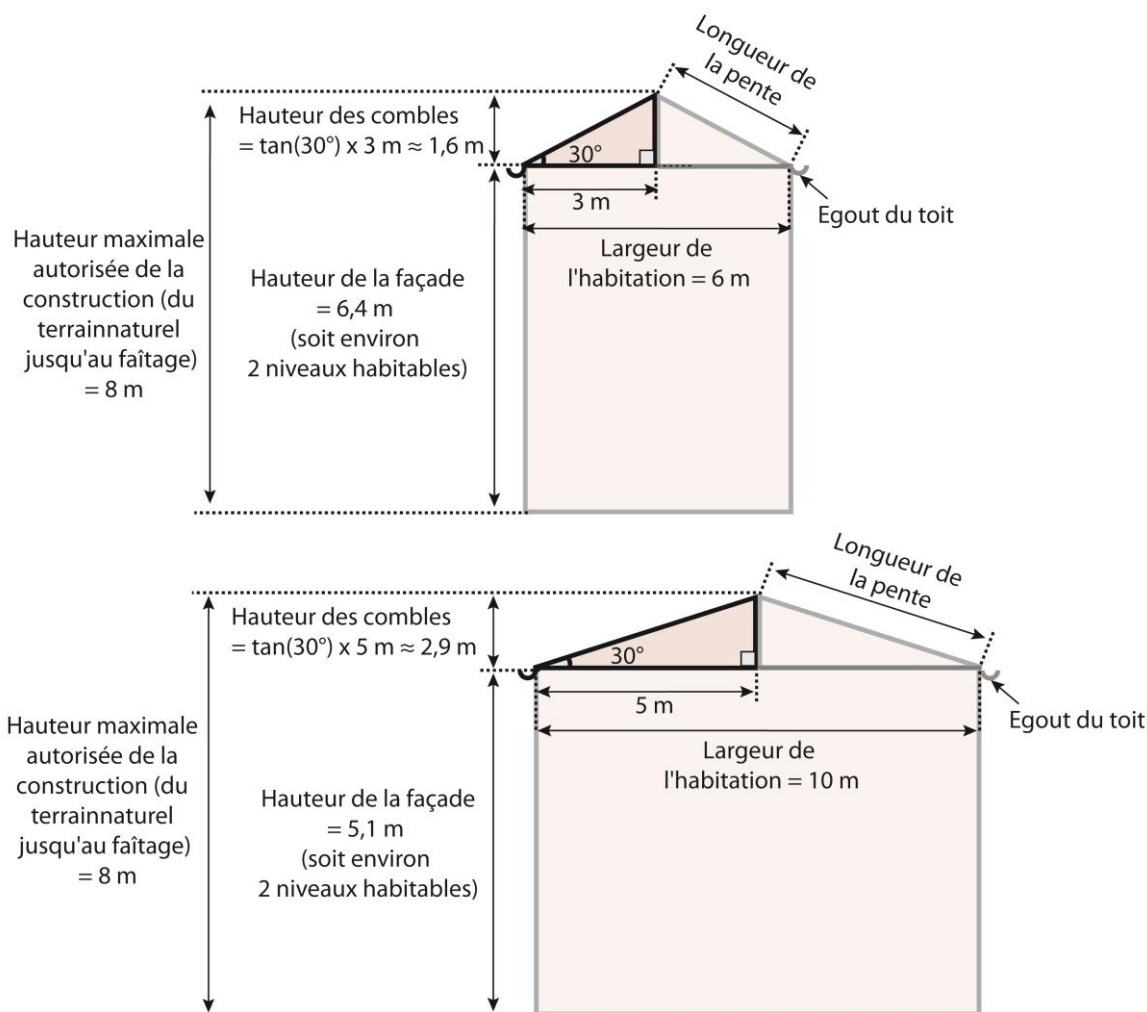 Longueur de
la pente
Hauteur des combles
= tan(30°) x 3 m ≈ 1,6 m
30°
3 m
Egout du toit
Largeur de
l'habitation = 6 m
Hauteur maximale
autorisée de la
construction (du
terrainnaturel
jusqu'au faîtage)
= 8 m
Hauteur de la façade
= 6,4 m
(soit environ
2 niveaux habitables)
Longueur de
la pente
Hauteur des combles
= tan(30°) x 5 m ≈ 2,9 m
30°
5 m
Egout du toit
Largeur de
l'habitation = 10 m
Hauteur maximale
autorisée de la
construction (du
terrainnaturel
jusqu'au faîtage)
= 8 m
Hauteur de la façade
= 5,1 m
(soit environ
2 niveaux habitables)